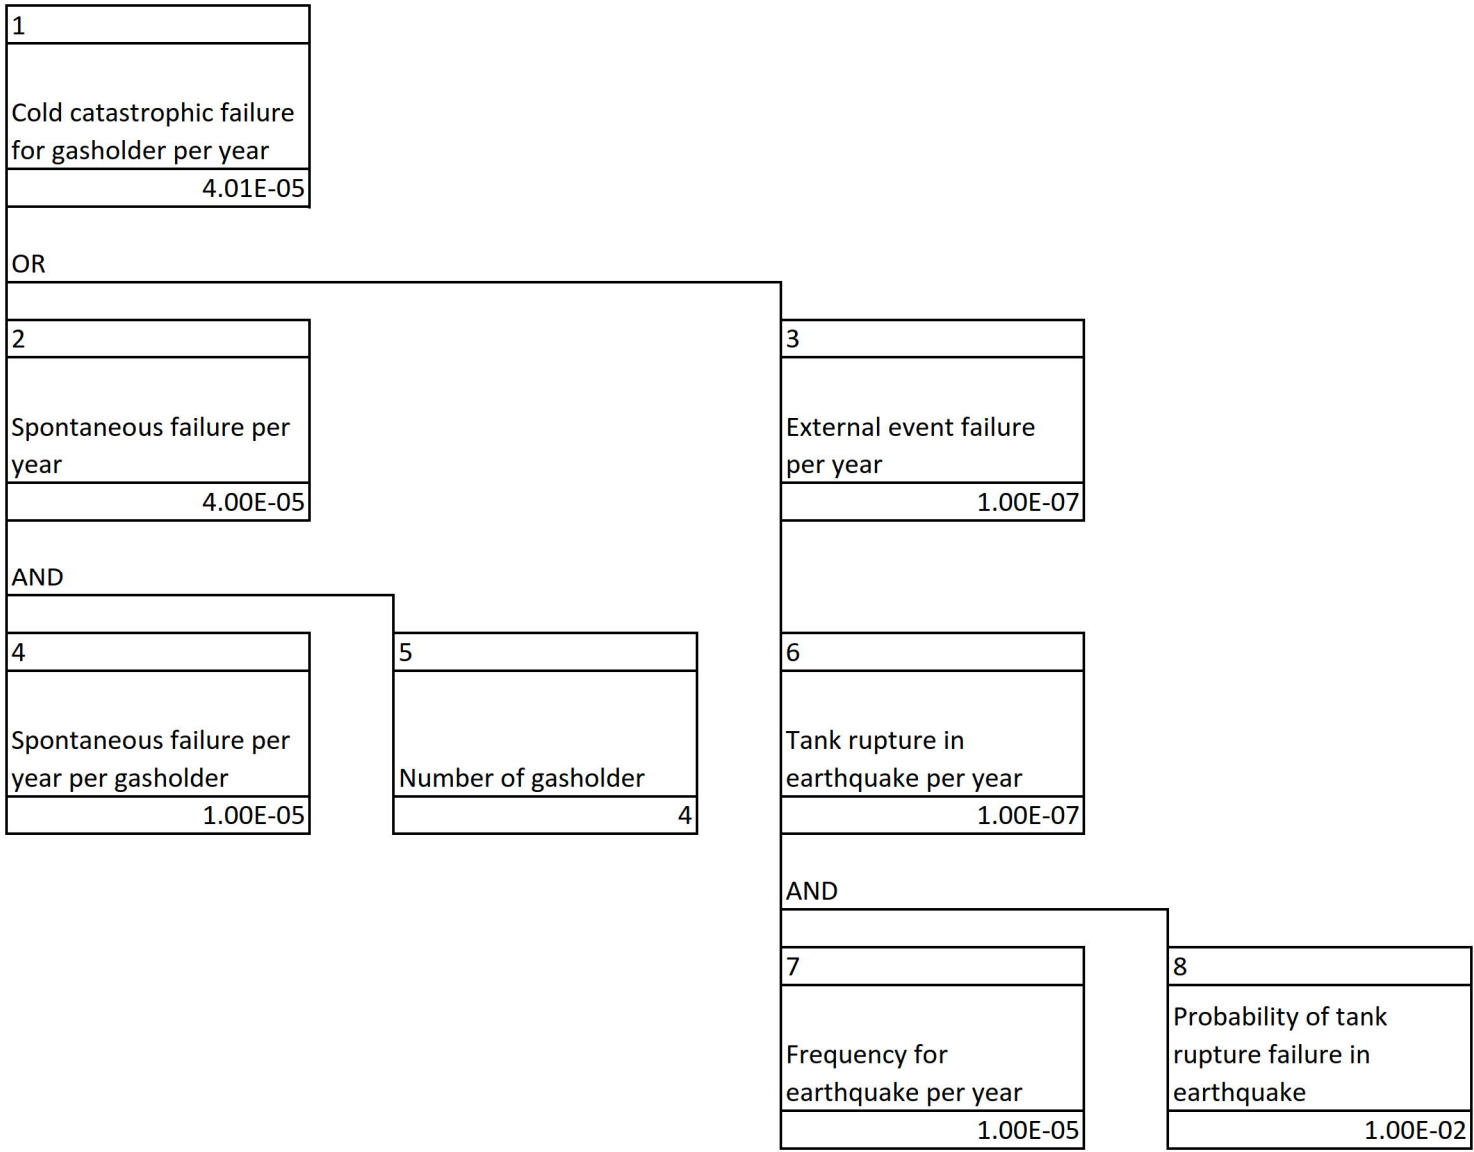 1
Cold catastrophic failure
for gasholder per year
4.01E-05
OR
2
Spontaneous failure per
year
4.00E-05
3
External event failure
per year
1.00E-07
AND
4
Spontaneous failure per
year per gasholder
1.00E-05
5
Number of gasholder
4
6
Tank rupture in
earthquake per year
1.00E-07
AND
7
Frequency for
earthquake per year
1.00E-05
8
Probability of tank
rupture failure in
earthquake
1.00E-02